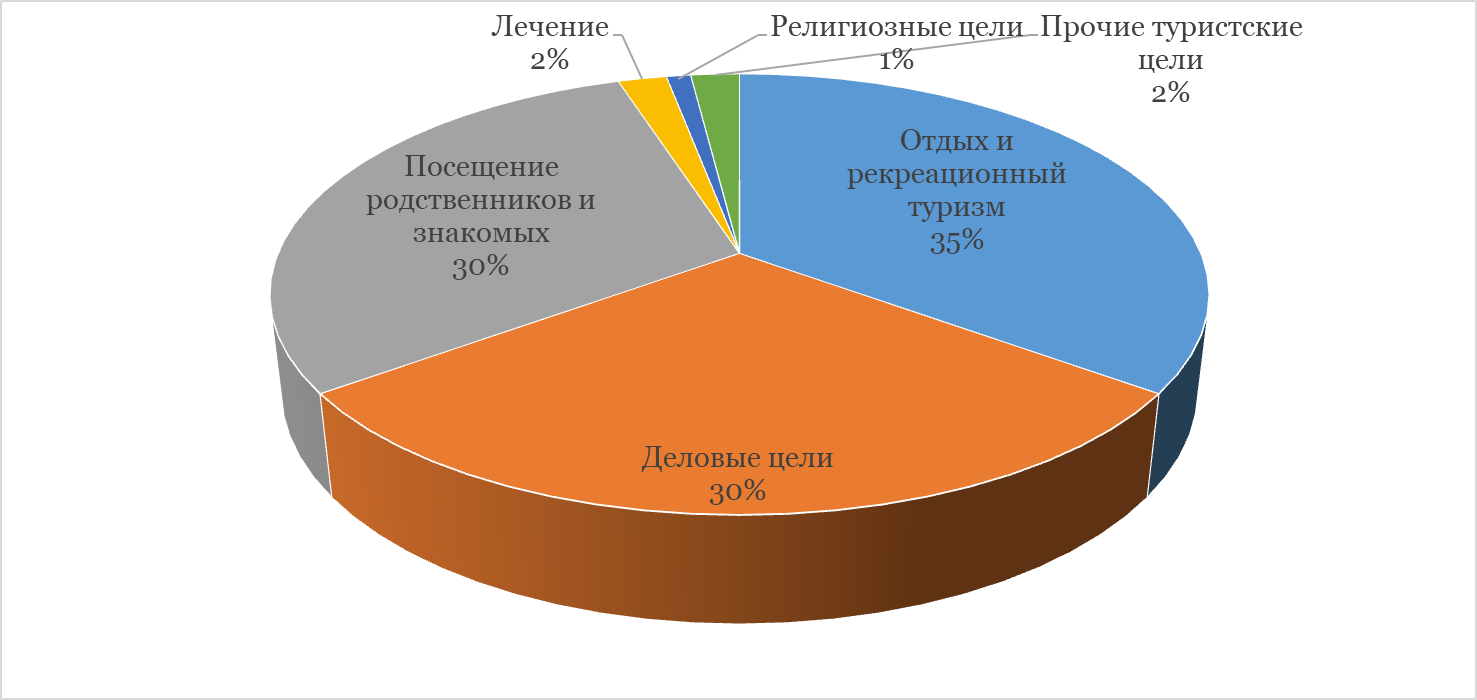 Лечение
2%
Религиозные цели
1%
Прочие туристские
цели
2%
Отдых и
рекреационный
туризм
35%
Посещение
родственников и
знакомых
30%
Деловые цели
30%